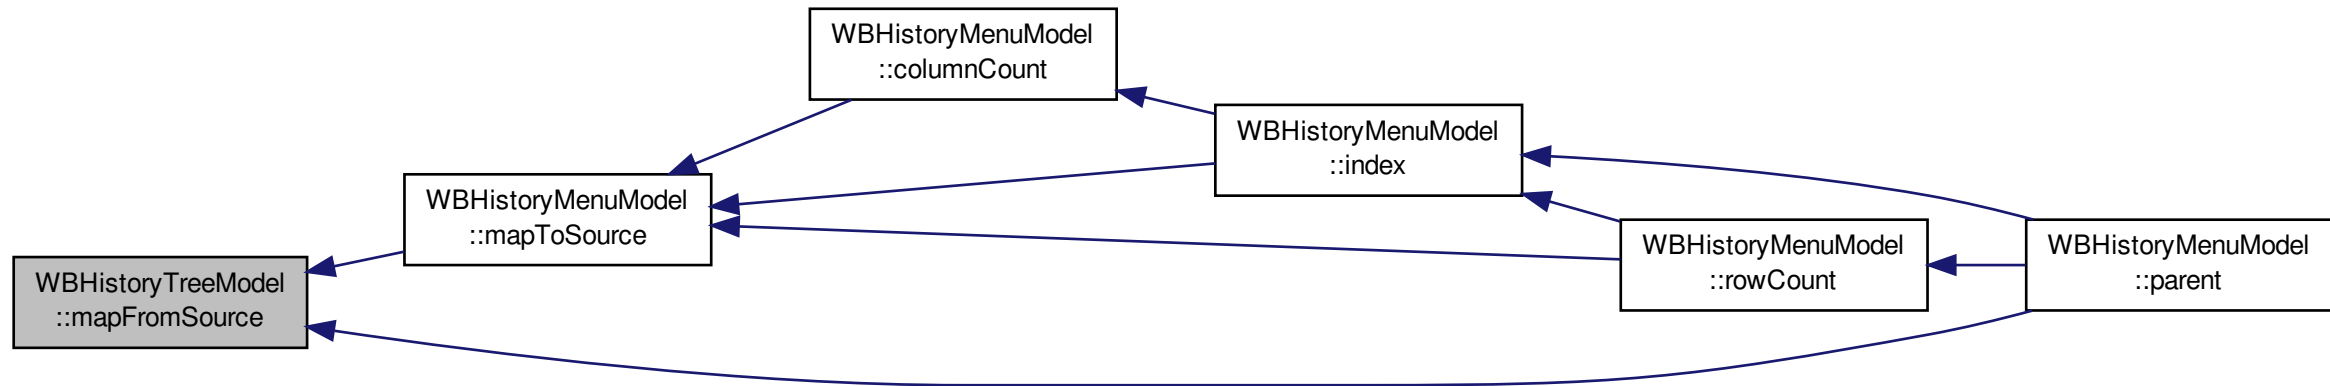 WBHistoryTreeModel
::mapFromSource
WBHistoryMenuModel
::mapToSource
WBHistoryMenuModel
::columnCount
WBHistoryMenuModel
::index
WBHistoryMenuModel
::rowCount
WBHistoryMenuModel
::parent